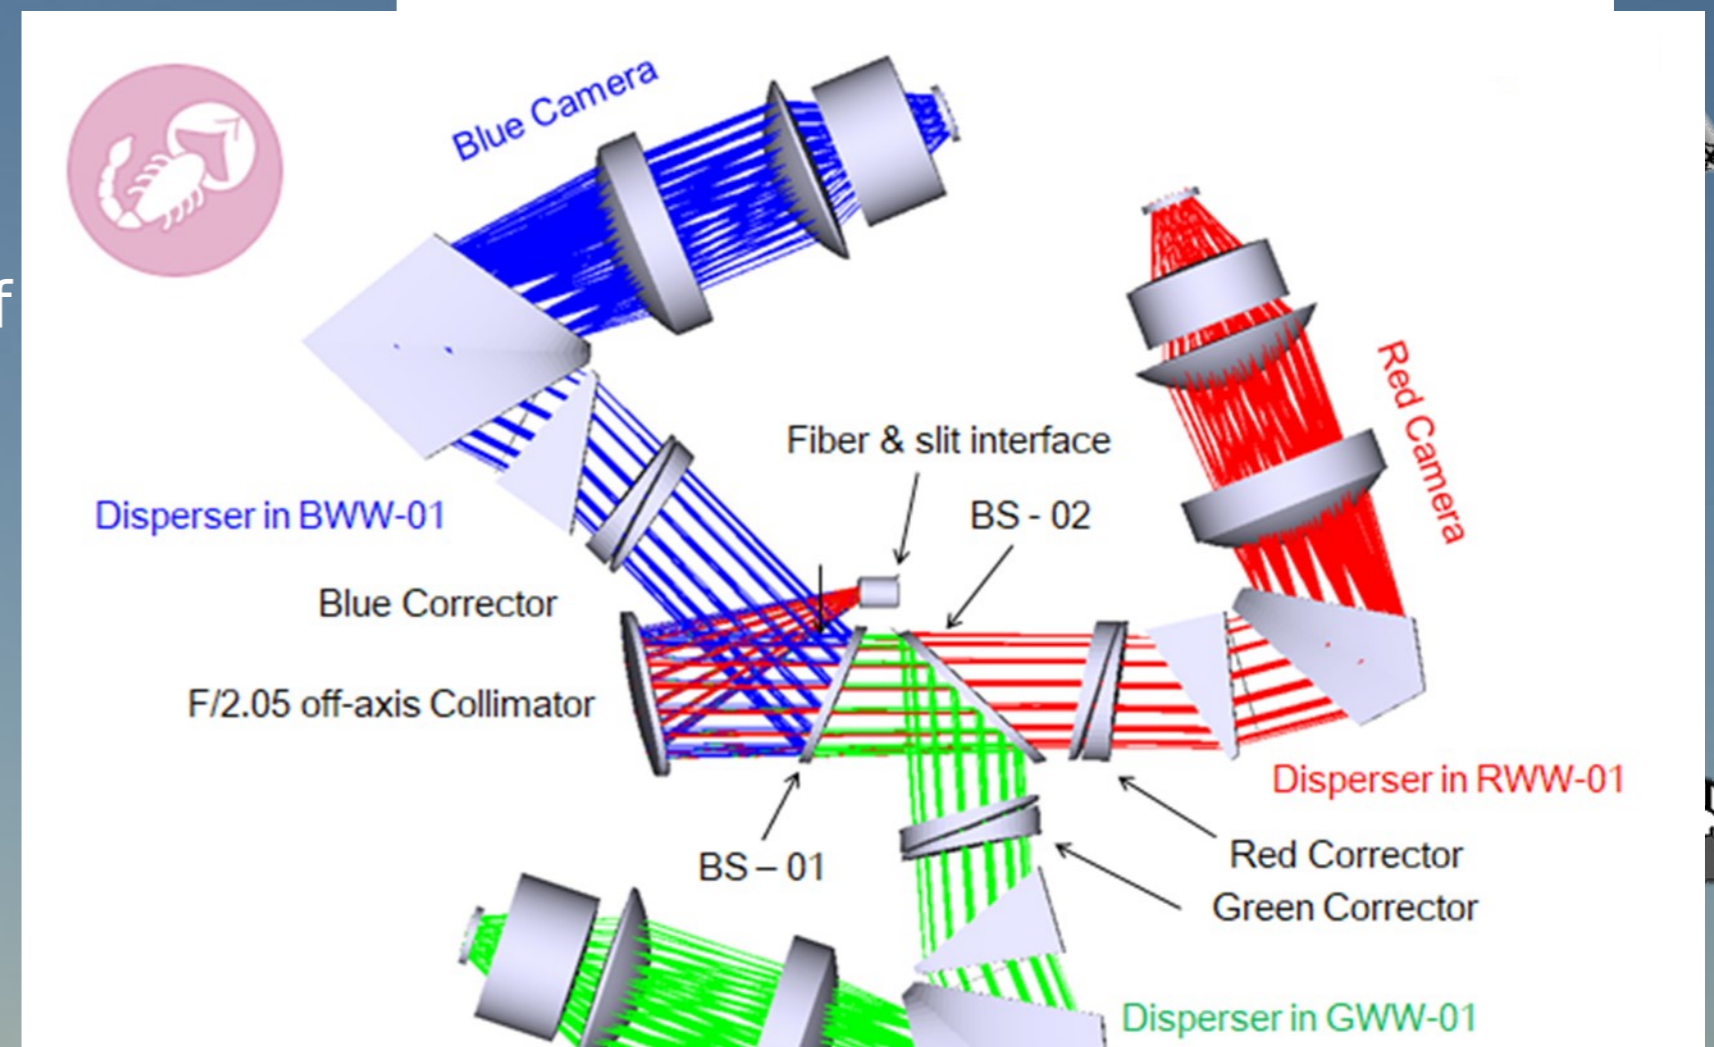 Blue Camera
f
Red Camera
Fiber & slit interface
BS - 02
Disperser in BWW-01
Blue Corrector
F/2.05 off-axis Collimator
Disperser in RWW-01
BS – 01
Red Corrector
Green Corrector
Disperser in GWW-01